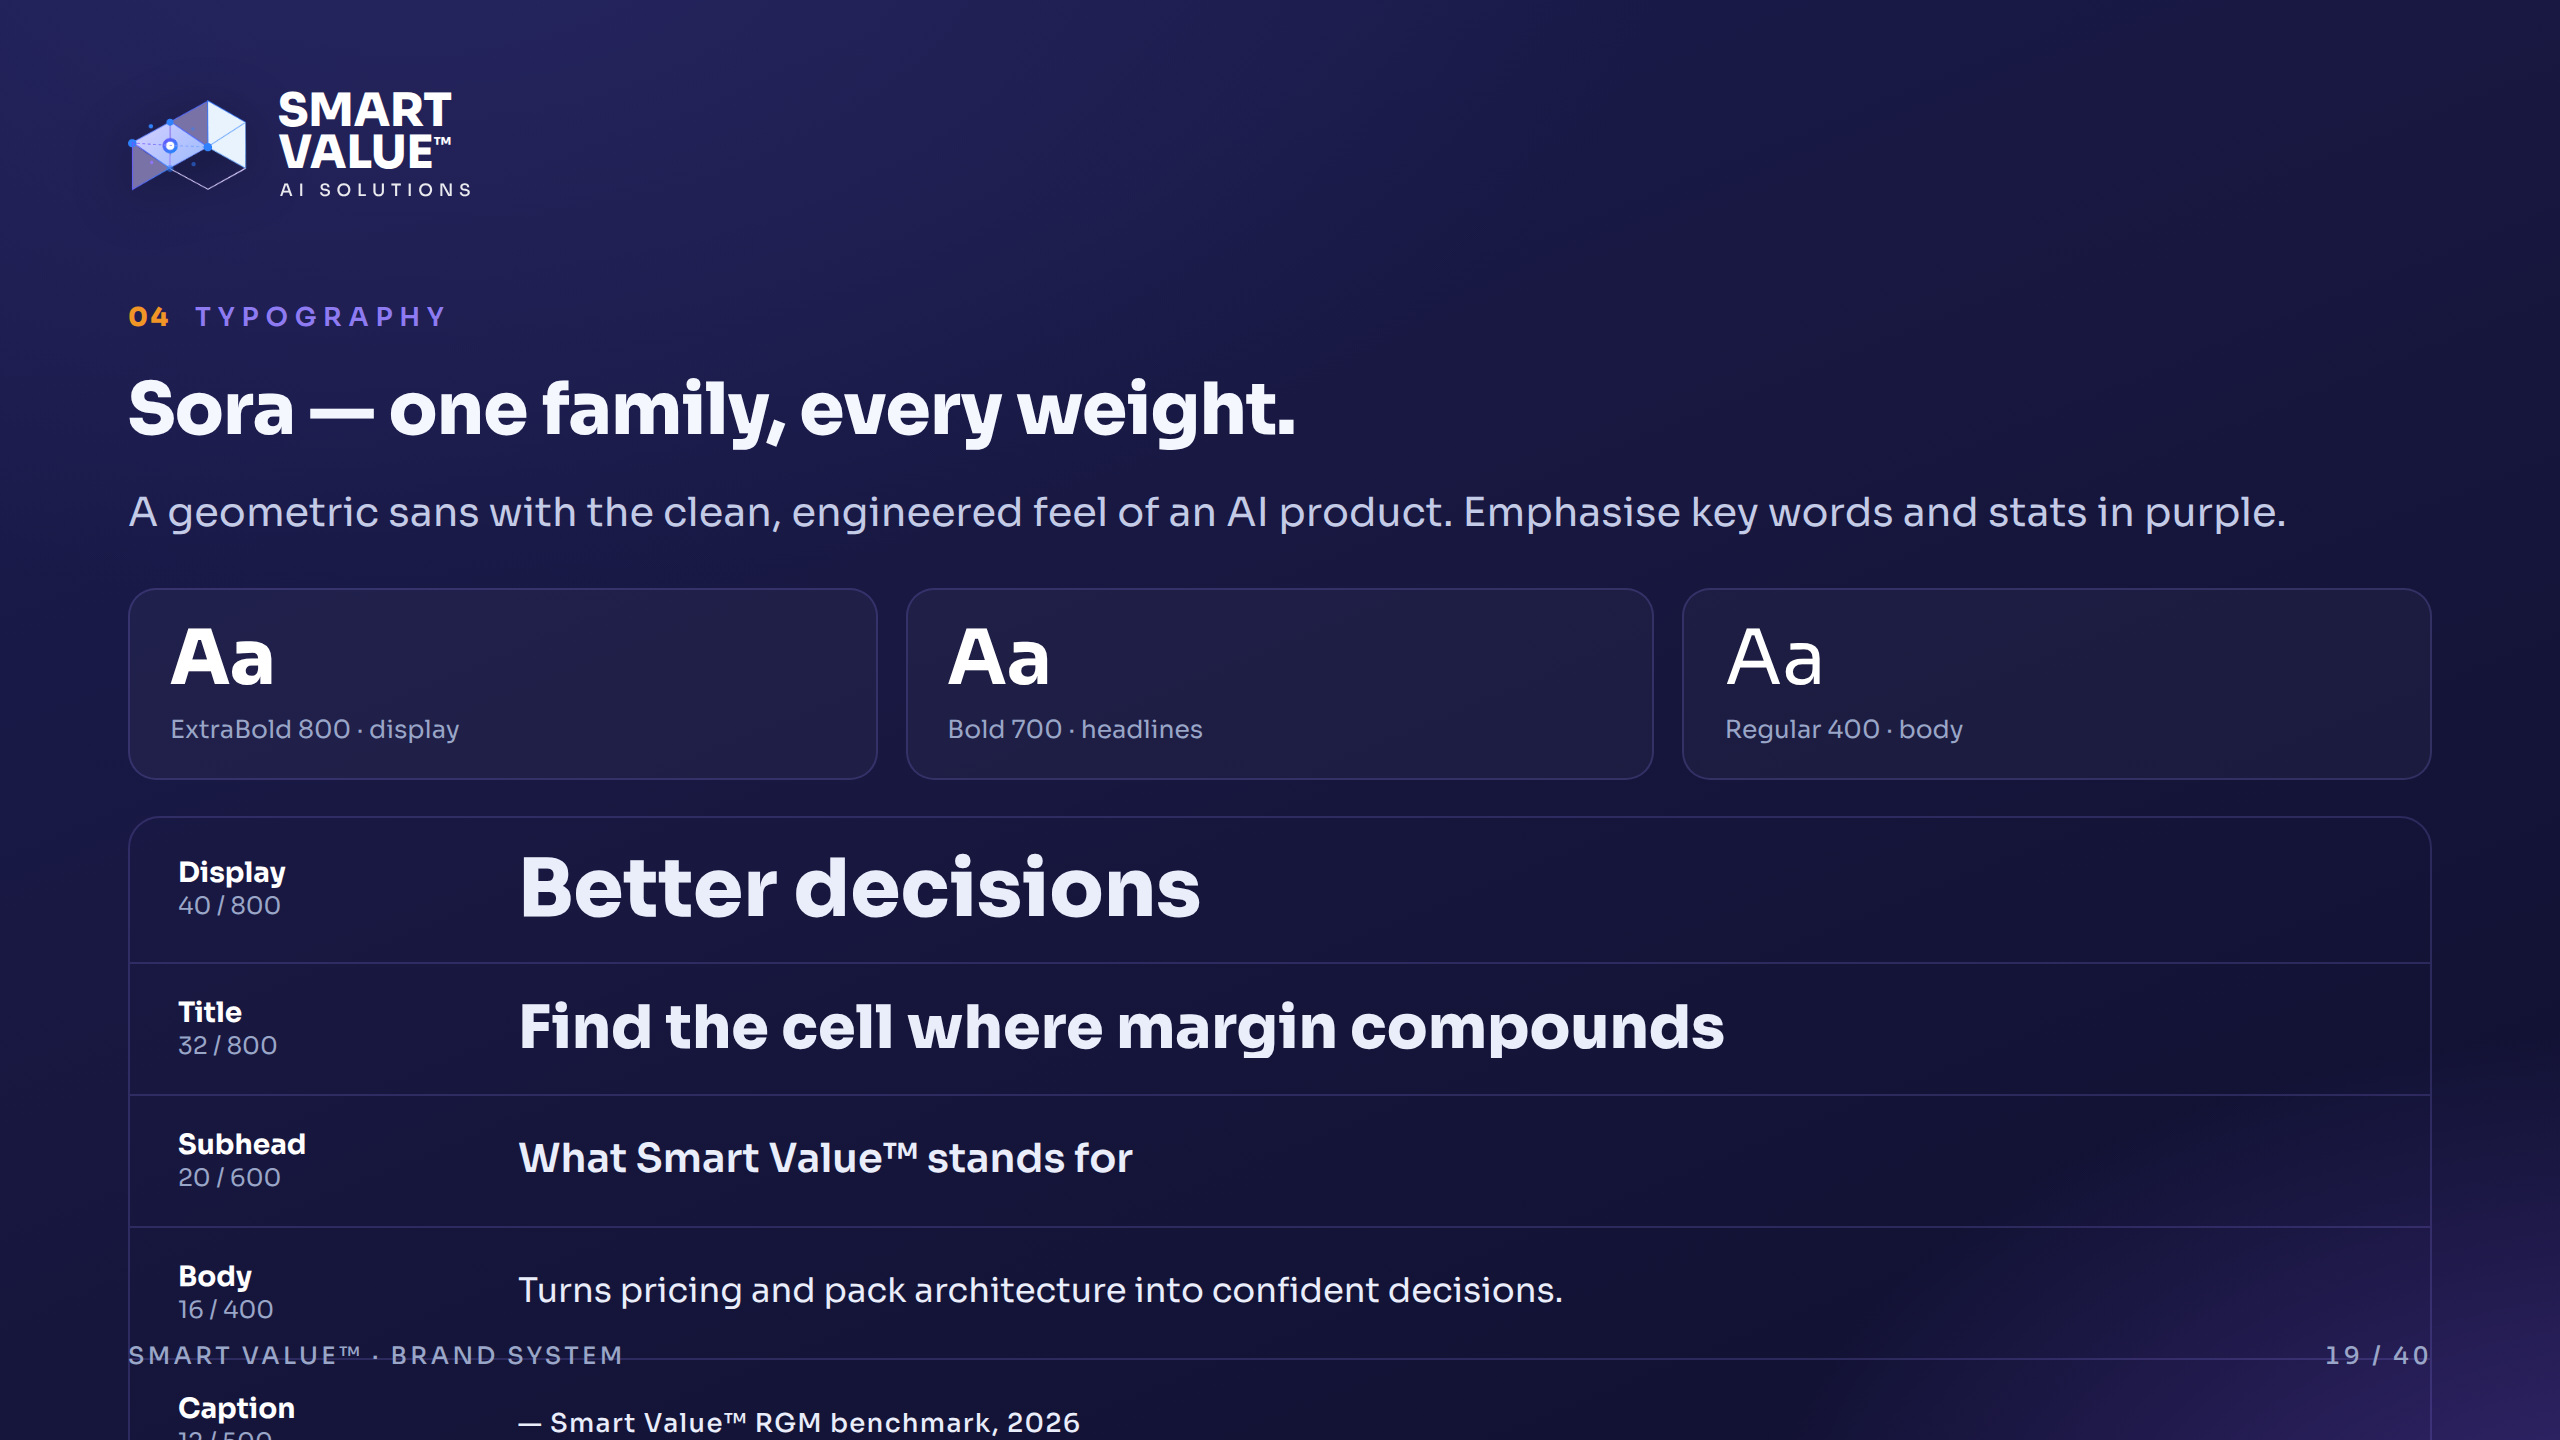 SMART
VALUE™
AI SOLUTIONS
04 TYPOGRAPHY
Sora — one family, every weight.
A geometric sans with the clean, engineered feel of an AI product. Emphasise key words and stats in purple.
Aa
ExtraBold 800 · display
Aa
Bold 700 · headlines
Aa
Regular 400 · body
Display
40 / 800
Better decisions
Title
32 / 800
Find the cell where margin compounds
Subhead
20 / 600
What Smart Value™ stands for
Body
16 / 400
Turns pricing and pack architecture into confident decisions.
SMART VALUE™ · BRAND SYSTEM
19 / 40
Caption
— Smart Value™ RGM benchmark, 2026